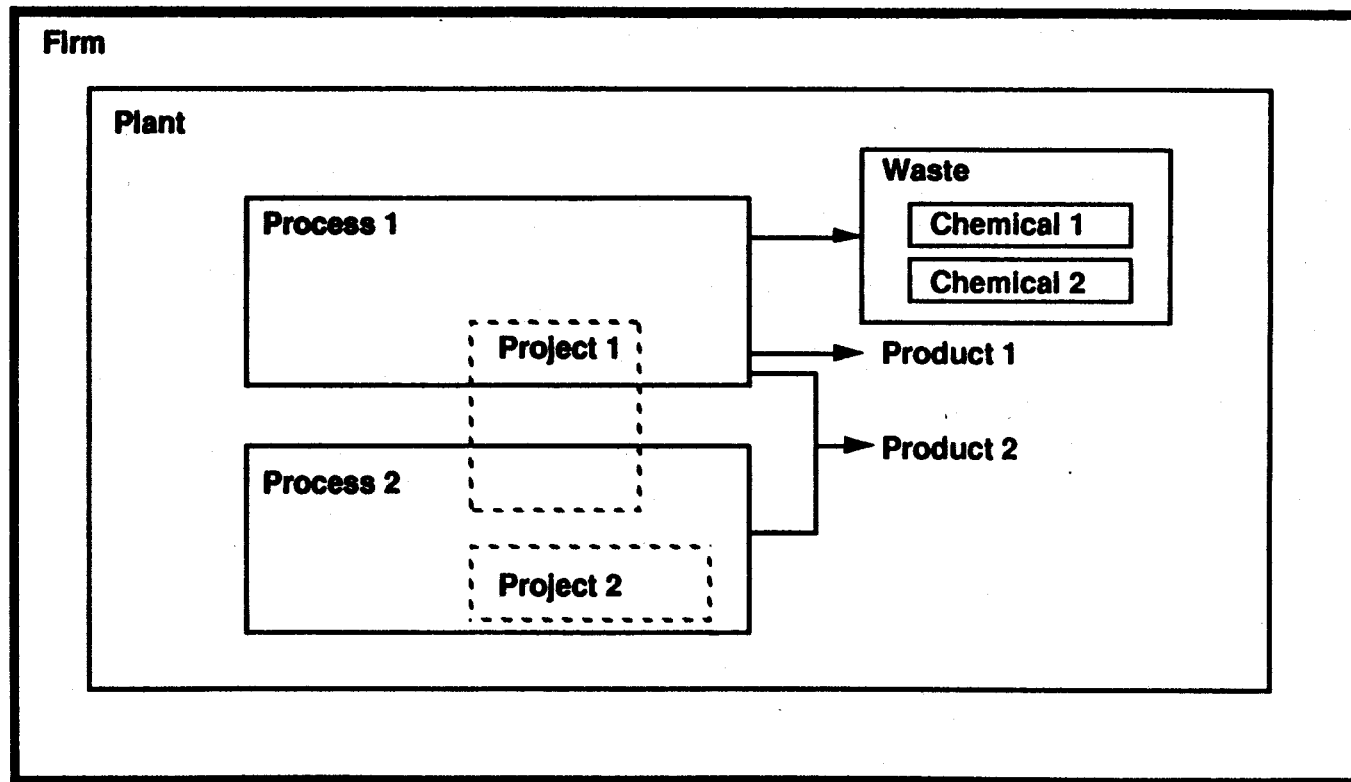 Firm
Plant
Waste
Process 1
Chemical 1
Chemical 2
Project 1
Product 1
Product 2
Process 2
Project 2